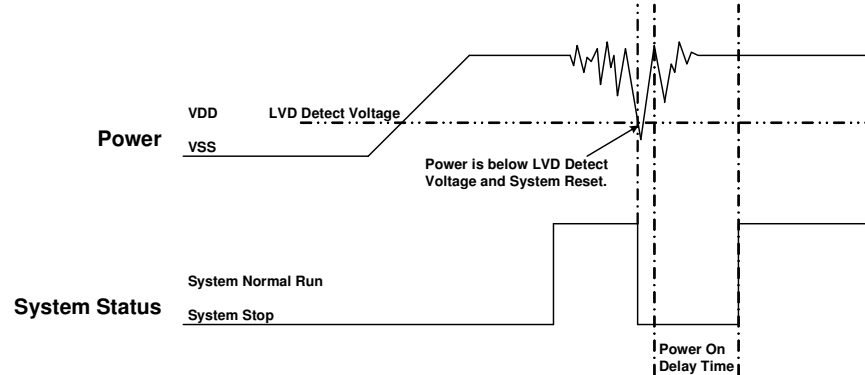 VDD
LVD Detect Voltage
Power
VSS
Power is below LVD Detect
Voltage and System Reset.
System Normal Run
System Status
System Stop
Power On
Delay Time